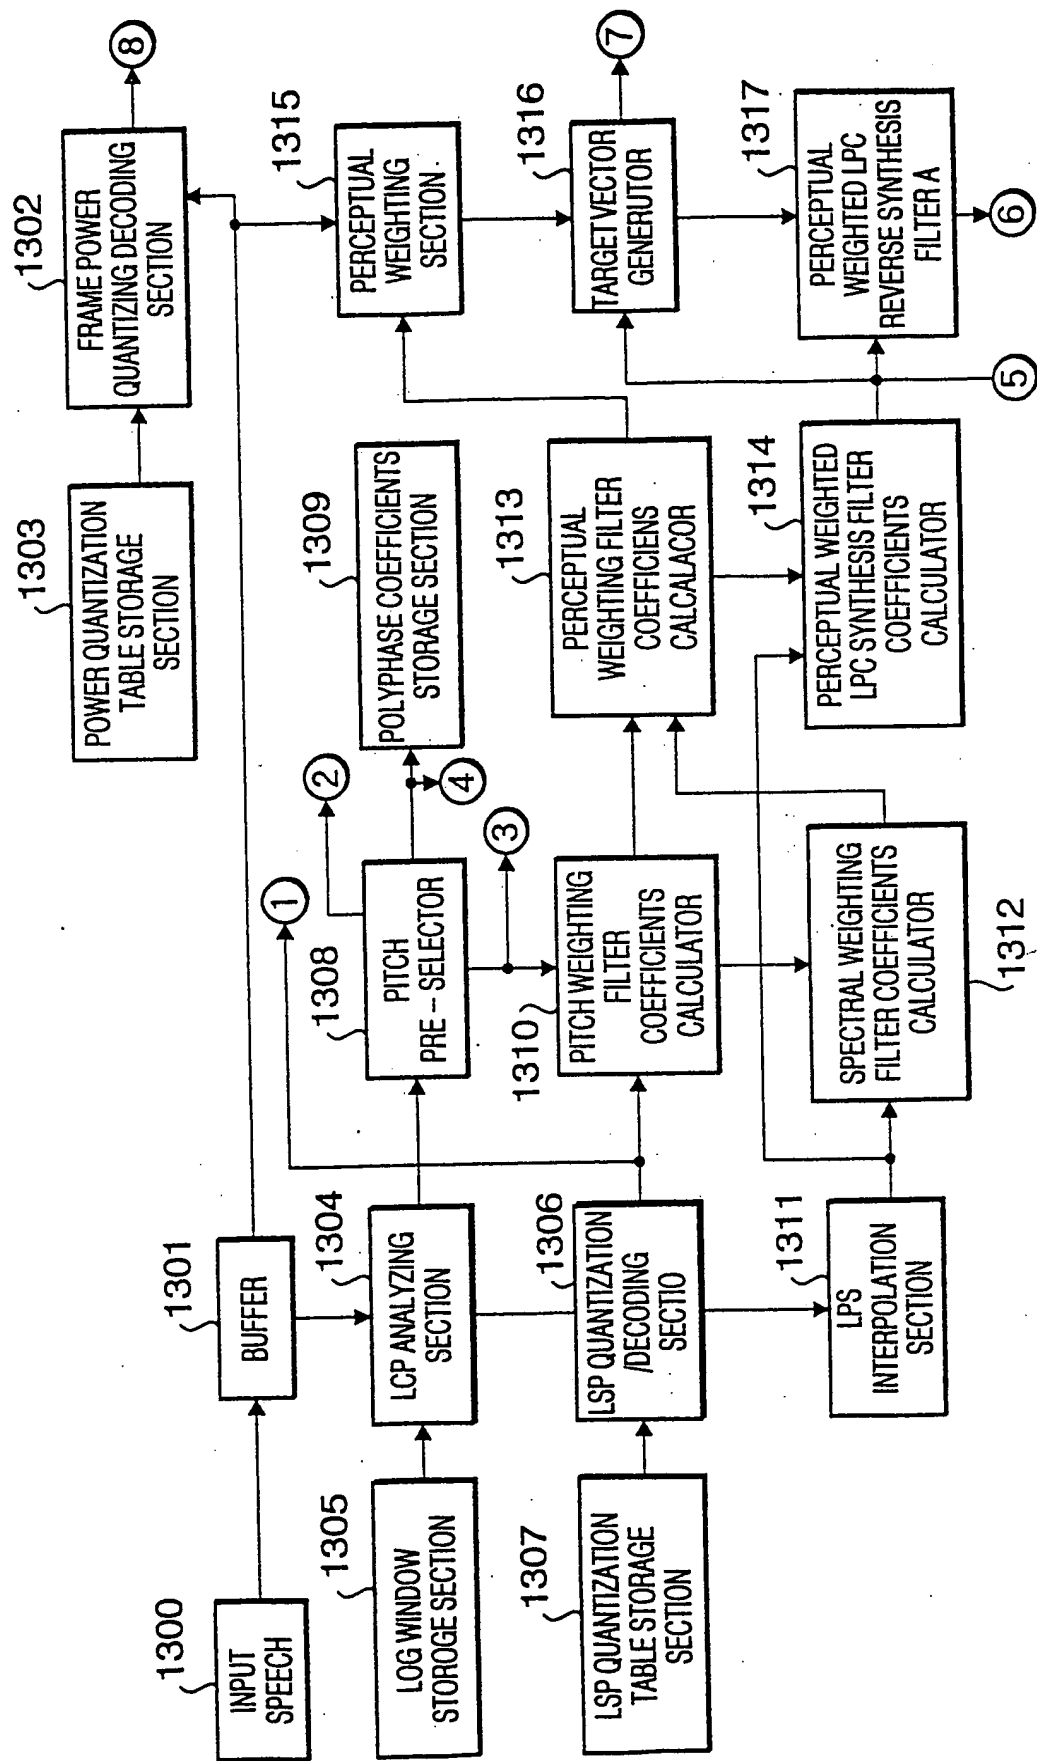 1300
INPUT
SPEECH
1301
BUFFER
1302
FRAME POWER
QUANTIZING DECODING
SECTION
8
1303
POWER QUANTIZATION
TABLE STORAGE
SECTION
1305
LOG WINDOW
STOROGE SECTION
1304
LCP ANALYZING
SECTION
1
1308
PITCH
PRE-SELECTOR
2
4
3
1309
POLYPHASE COEFFICIENTS
STORAGE SECTION
1315
PERCEPTUAL
WEIGHTING
SECTION
1307
LSP QUANTIZATION
TABLE STORAGE
SECTION
1306
LSP QUANTIZATION
/DECODING
SECTIO
1310
PITCH WEIGHTING
FILTER
COEFFICIENTS
CALCULATOR
1313
PERCEPTUAL
WEIGHTING FILTER
COEFFICIENS
CALCALACOR
1316
TARGET VECTOR
GENERUTOR
7
1311
LPS
INTERPOLATION
SECTION
SPECTRAL WEIGHTING
FILTER COEFFICIENTS
CALCULATOR
1312
1314
PERCEPTUAL WEIGHTED
LPC SYNTHESIS FILTER
COEFFICIENTS
CALCULATOR
5
1317
PERCEPTUAL
WEIGHTED LPC
REVERSE SYNTHESIS
FILTER A
6